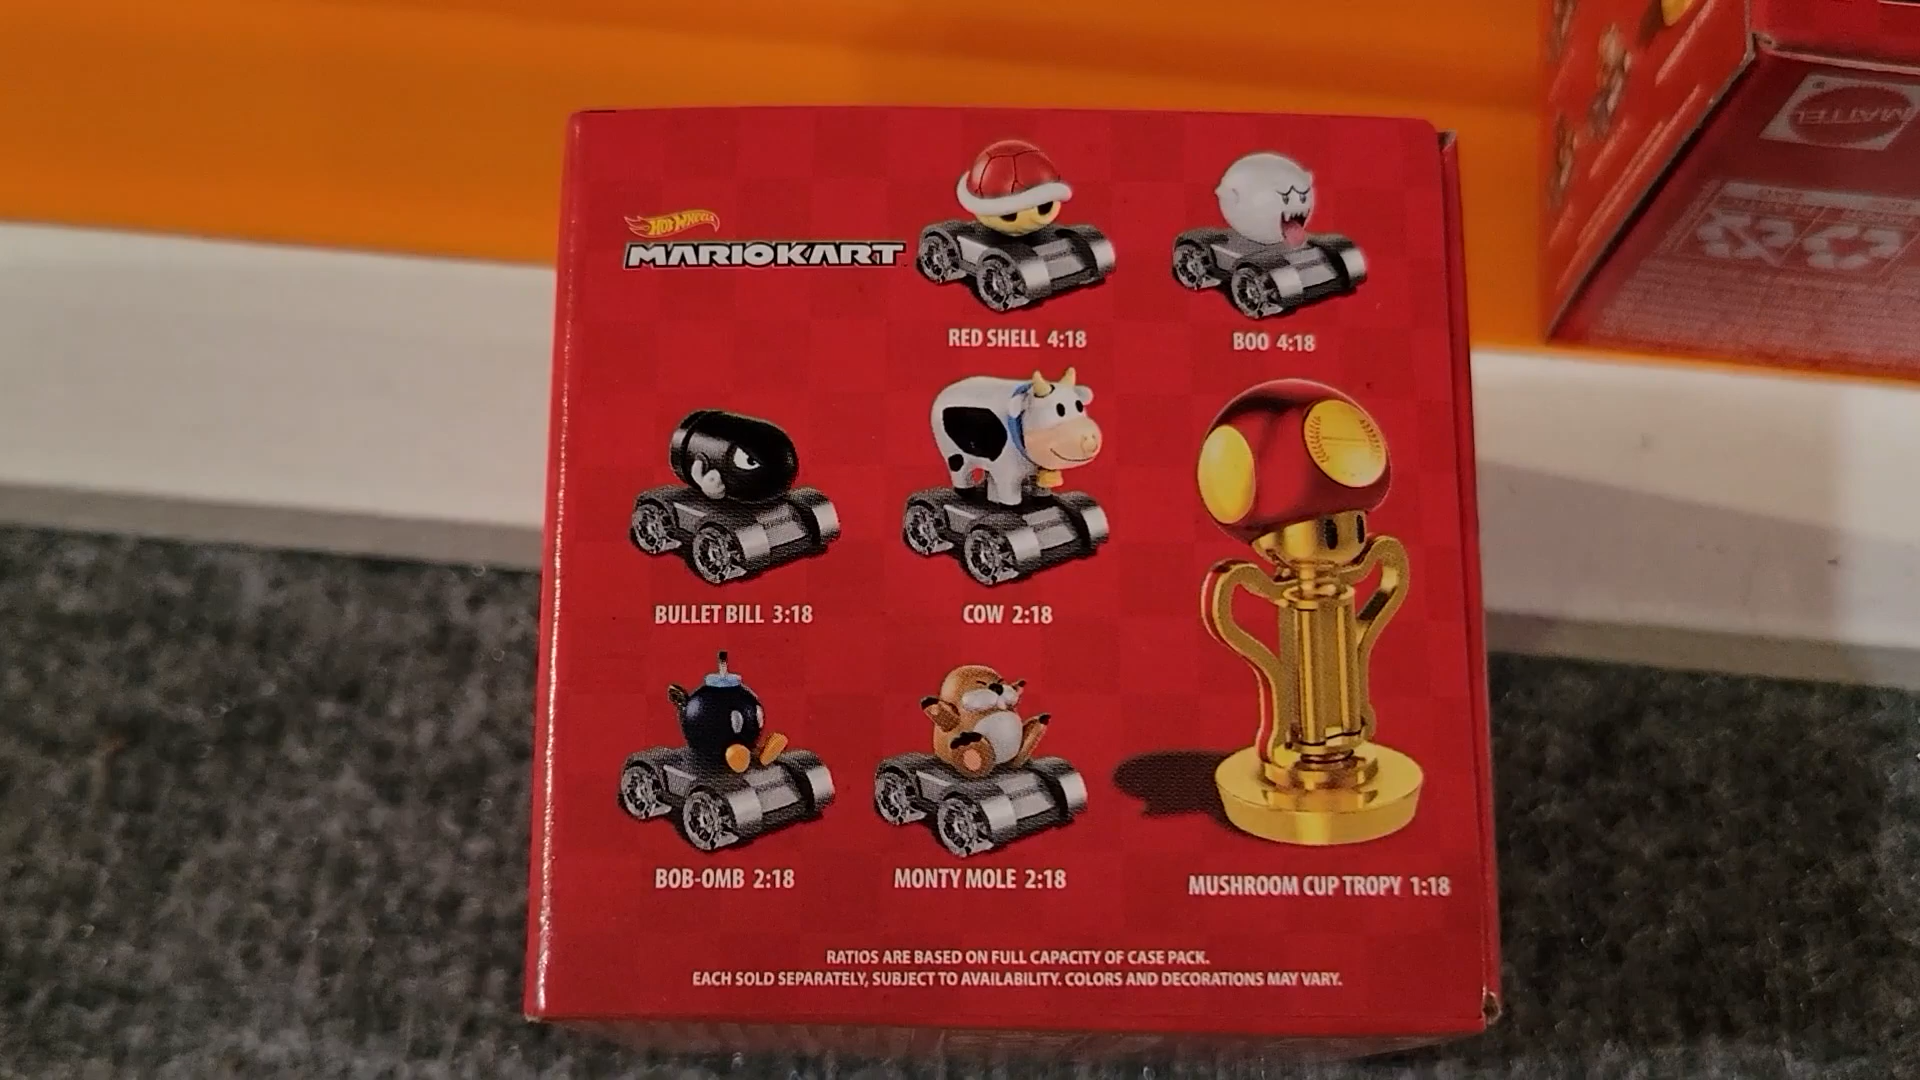 HOT WHEELS
MARIOKART
RED SHELL 4:18
BOO 4:18
BULLET BILL 3:18
COW 2:18
BOB-OMB 2:18
MONTY MOLE 2:18
MUSHROOM CUP TROPY 1:18
RATIOS ARE BASED ON FULL CAPACITY OF CASE PACK.
EACH SOLD SEPARATELY, SUBJECT TO AVAILABILITY. COLORS AND DECORATIONS MAY VARY.
MATTEL